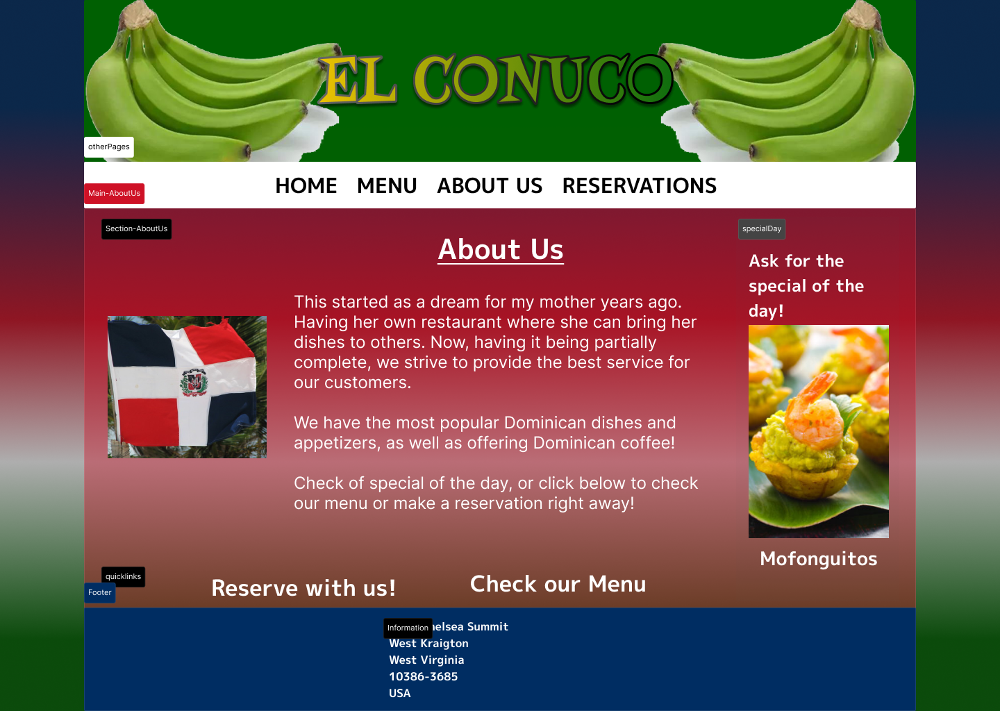 EL CONUCO
otherPages
HOME MENU ABOUT US RESERVATIONS
Main-AboutUs
Section-AboutUs
specialDay
About Us
This started as a dream for my mother years ago.
Having her own restaurant where she can bring her
dishes to others. Now, having it being partially
complete, we strive to provide the best service for
our customers.
We have the most popular Dominican dishes and
appetizers, as well as offering Dominican coffee!
Check of special of the day, or click below to check
our menu or make a reservation right away!
Ask for the
special of the
day!
Mofonguitos
quicklinks
Reserve with us!
Check our Menu
Footer
Information
Summit
West Kraigton
West Virginia
10386-3685
USA